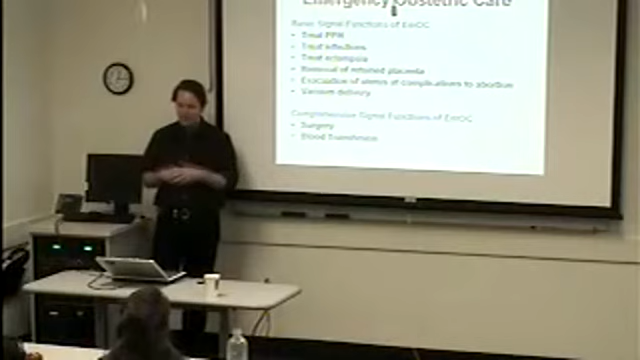 Emergency Obstetric Care
Basic Signal Functions of EmOC
• Treat PPH
• Treat infections
• Treat eclampsia
• Removal of retained placenta
• Evacuation of uterus of complications to abortion
• Vacuum delivery
Comprehensive Signal Functions of EmOC
• Surgery
• Blood Transfusion